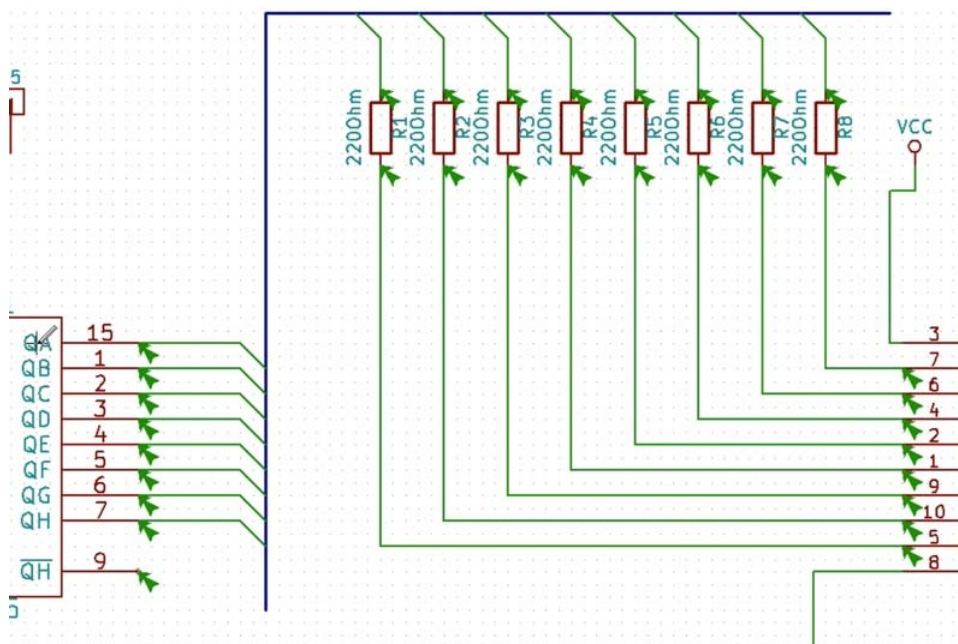 5
220Ohm R1
220Ohm R2
220Ohm R3
220Ohm R4
220Ohm R5
220Ohm R6
220Ohm R7
220Ohm R8
VCC
QA 15
QB 1
QC 2
QD 3
QE 4
QF 5
QG 6
QH 7
QH 9
3
7
6
4
2
1
9
10
5
8